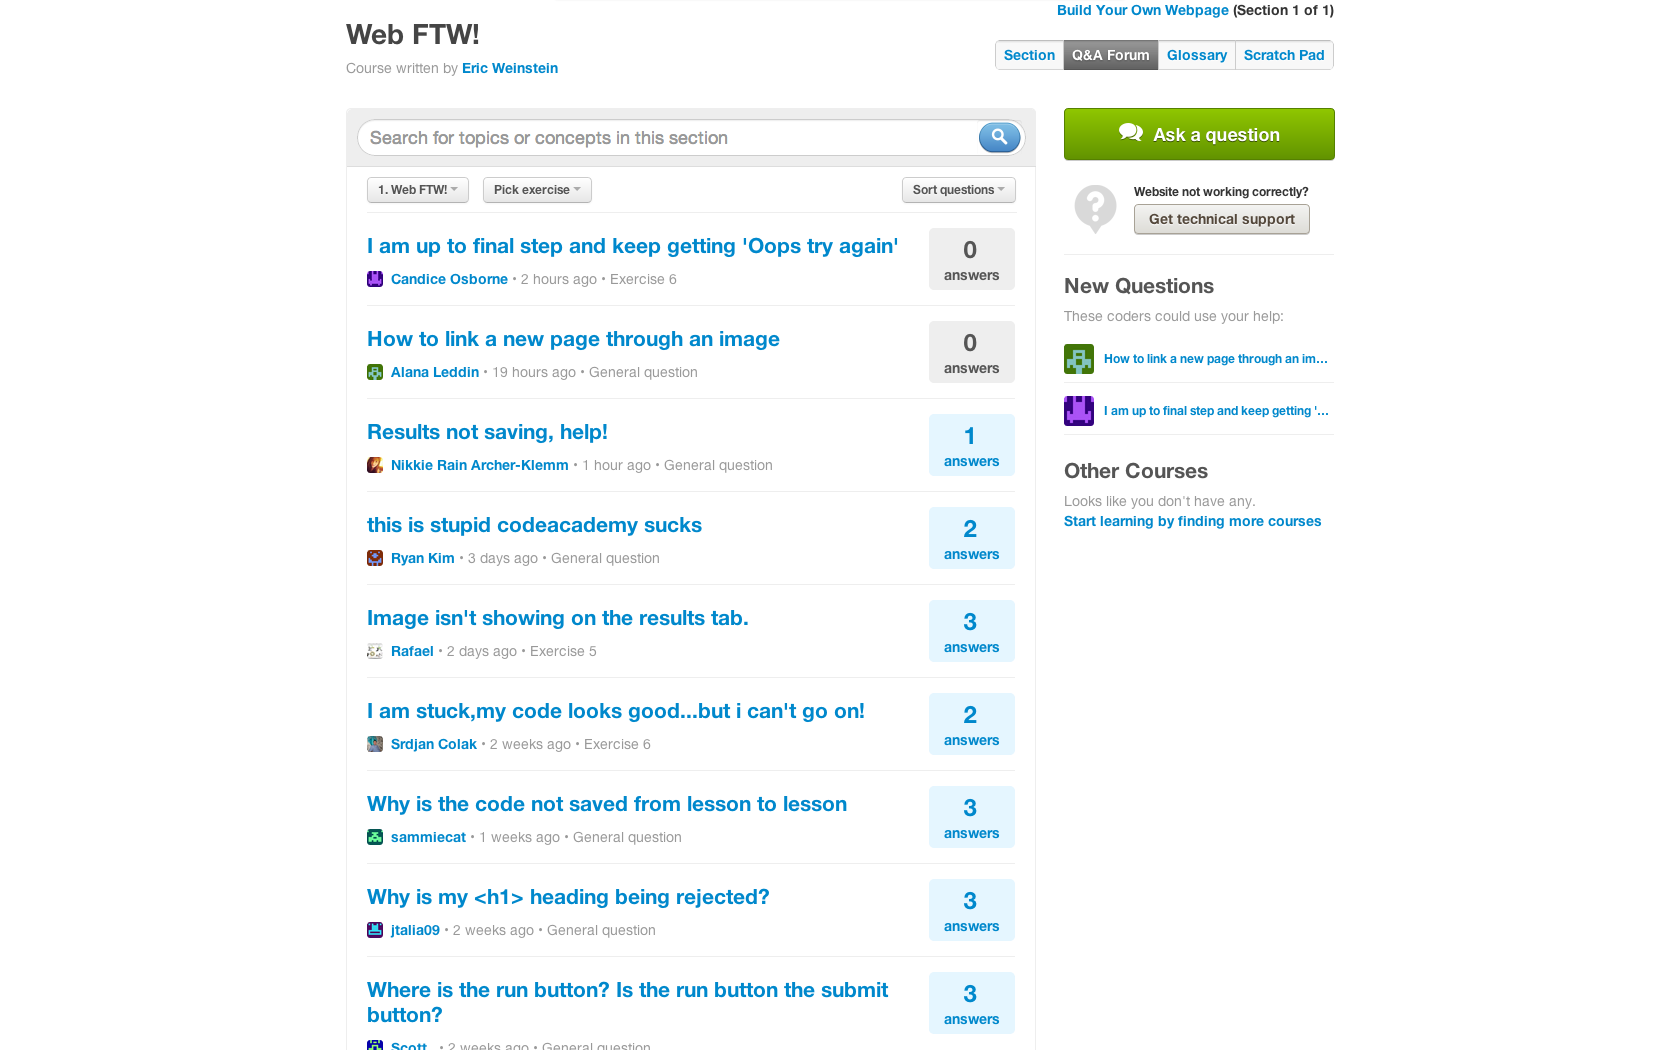 Build Your Own Webpage (Section 1 of 1)
Web FTW!
Course written by Eric Weinstein
Section Q&A Forum Glossary Scratch Pad
Search for topics or concepts in this section
1. Web FTW! Pick exercise Sort questions
I am up to final step and keep getting 'Oops try again'
Candice Osborne • 2 hours ago • Exercise 6
0
answers
How to link a new page through an image
Alana Leddin • 19 hours ago • General question
0
answers
Results not saving, help!
Nikkie Rain Archer-Klemm • 1 hour ago • General question
1
answers
this is stupid codeacademy sucks
Ryan Kim • 3 days ago • General question
2
answers
Image isn't showing on the results tab.
Rafael • 2 days ago • Exercise 5
3
answers
I am stuck,my code looks good...but i can't go on!
Srdjan Colak • 2 weeks ago • Exercise 6
2
answers
Why is the code not saved from lesson to lesson
sammiecat • 1 weeks ago • General question
3
answers
Why is my <h1> heading being rejected?
jtalia09 • 2 weeks ago • General question
3
answers
Where is the run button? Is the run button the submit
button?
Scott • 2 weeks ago • General question
3
answers
Ask a question
Website not working correctly?
Get technical support
New Questions
These coders could use your help:
How to link a new page through an im...
I am up to final step and keep getting '...
Other Courses
Looks like you don't have any.
Start learning by finding more courses